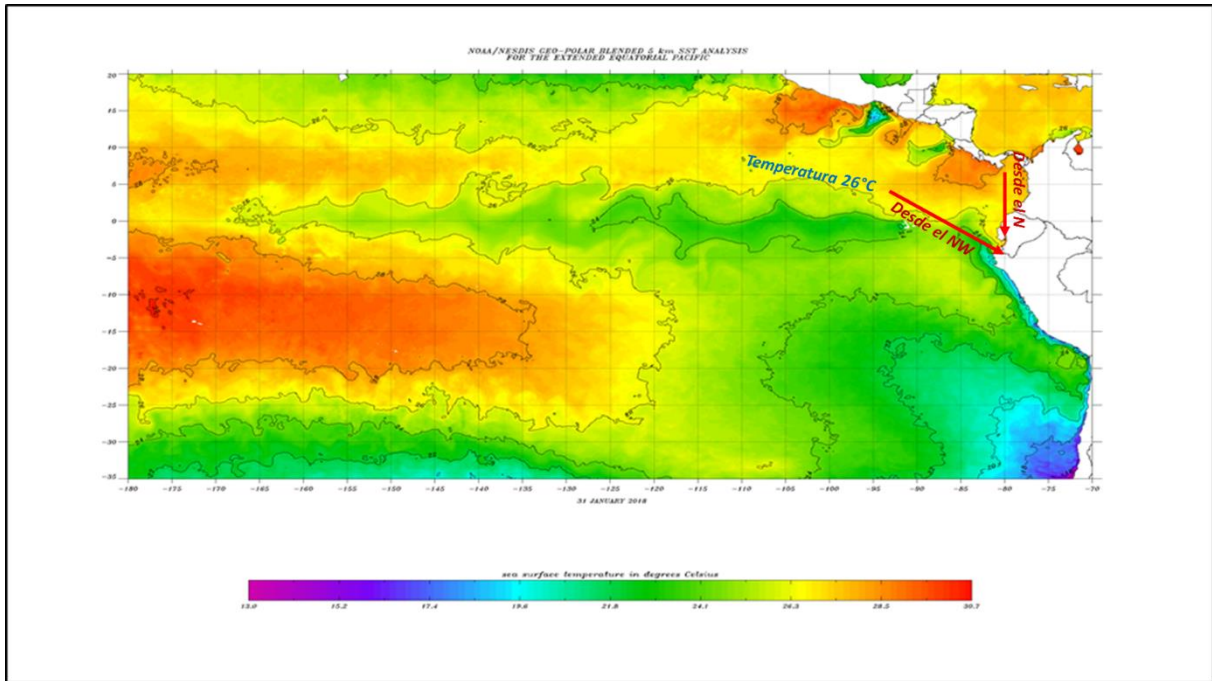 NOAA/NESDIS GEO-POLAR BLENDED 5 km SST ANALYSIS
FOR THE EXTENDED EQUATORIAL PACIFIC
20
15
10
5
0
-5
-10
-15
-20
-25
-30
-35
Temperatura 26°C
Desde el NW
Desde el N
-180 -175 -170 -165 -160 -155 -150 -145 -140 -135 -130 -125 -120 -115 -110 -105 -100 -95 -90 -85 -80 -75 -70
31 JANUARY 2018
sea surface temperature in degrees Celsius
13.0 15.2 17.4 19.6 21.8 24.1 26.3 28.5 30.7